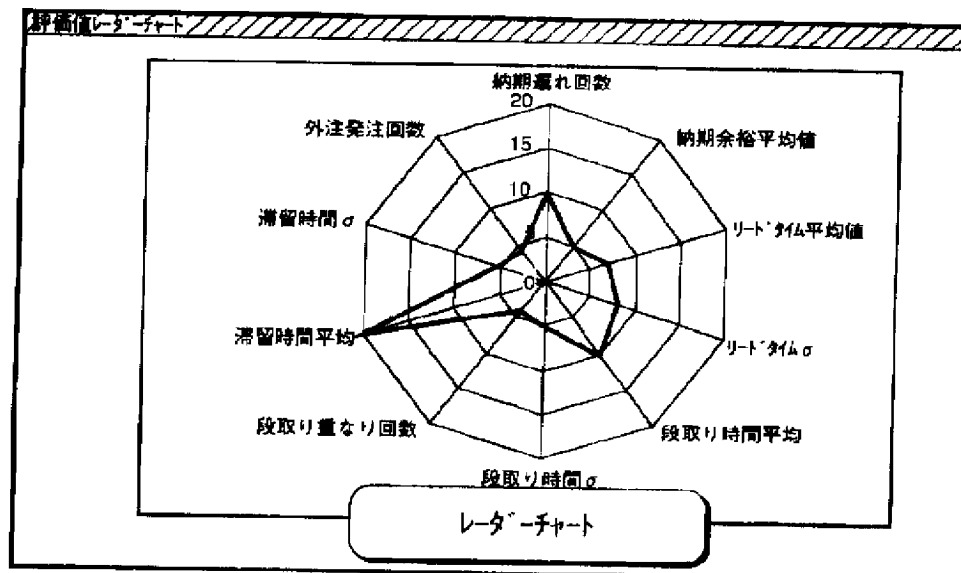 評価値レーダーチャート
納期遅れ回数
20
外注発注回数
納期余裕平均値
15
10
滞留時間σ
リードタイム平均値
5
0
滞留時間平均
リードタイムσ
段取り重なり回数
段取り時間平均
段取り時間σ
レーダーチャート